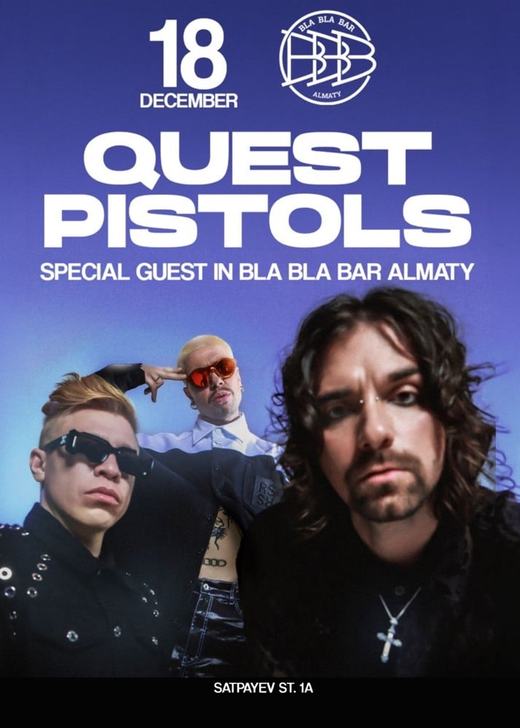 18
DECEMBER
BLA BLA BAR
BBB
ALMATY
QUEST
PISTOLS
SPECIAL GUEST IN BLA BLA BAR ALMATY
SATPAYEV ST. 1A